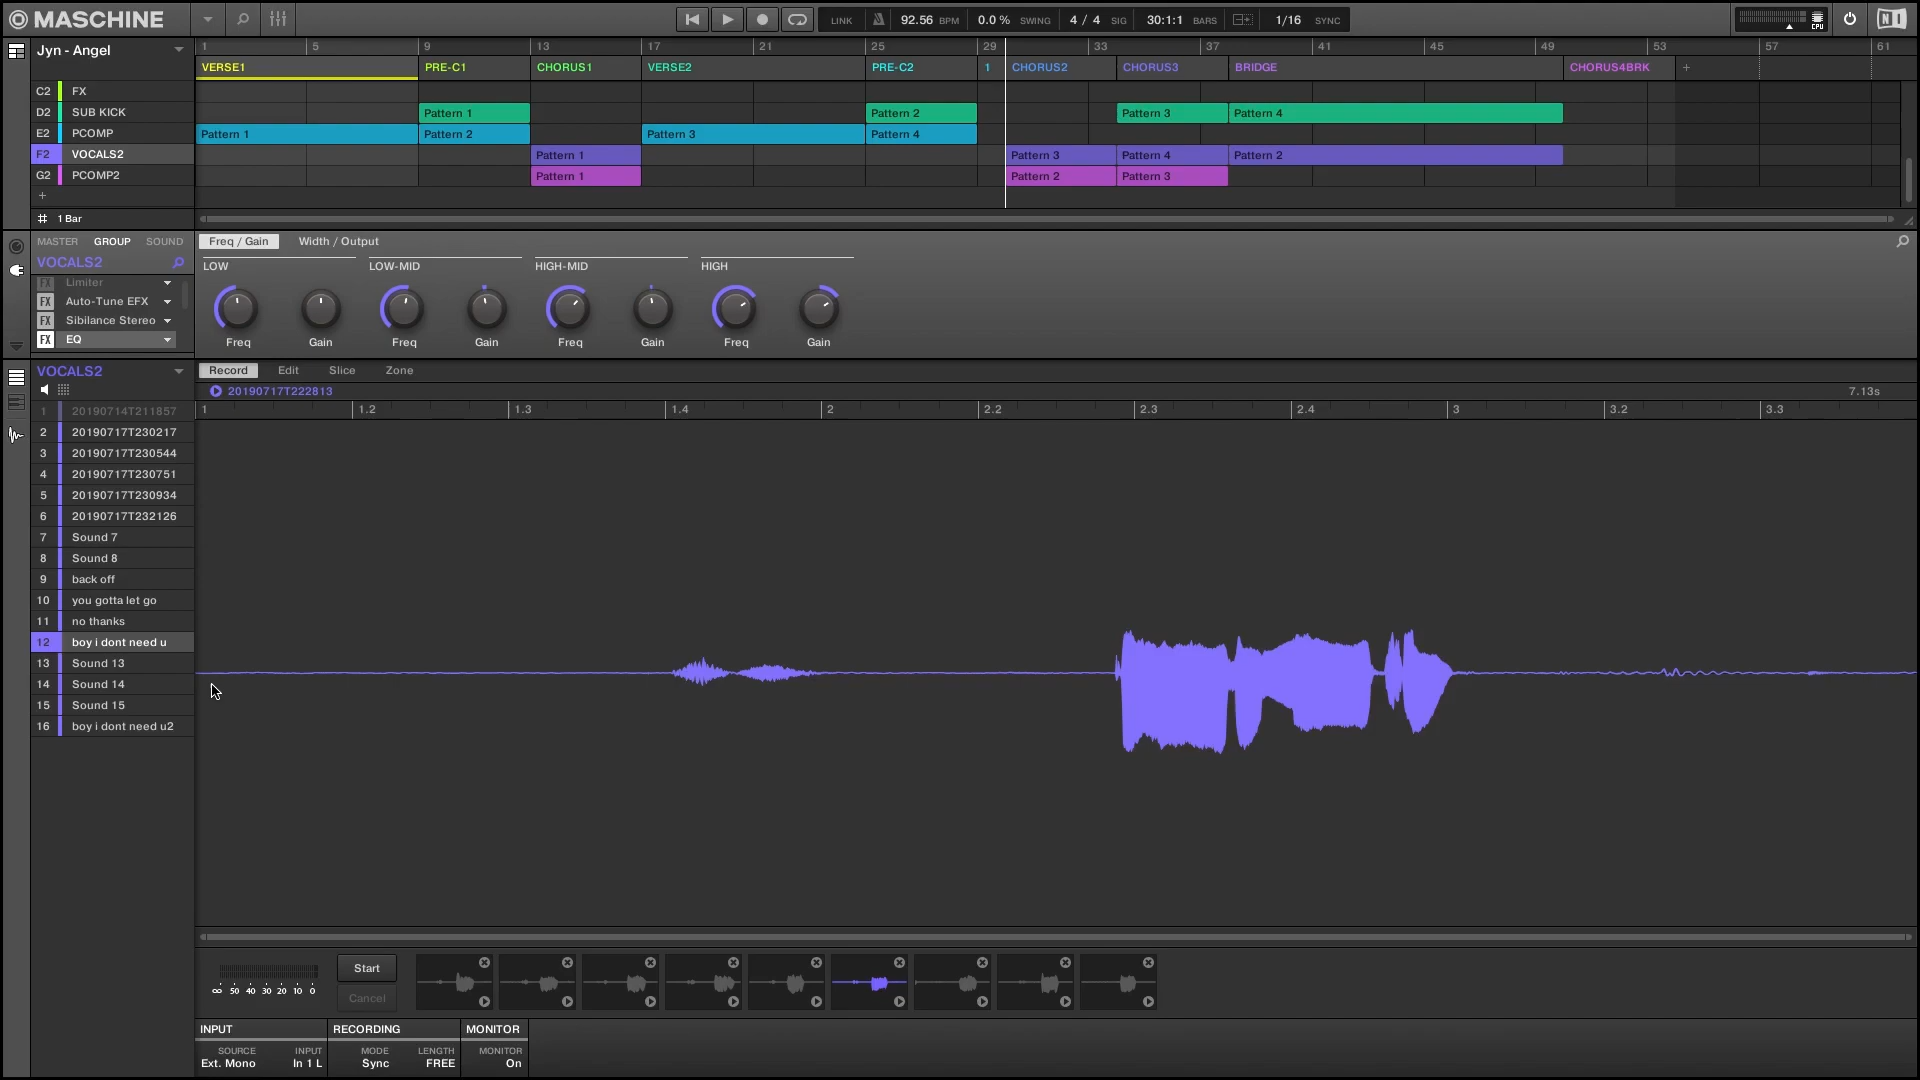 MASCHINE
LINK 92.56 BPM 0.0 % SWING 4 / 4 SIG 30:1:1 BARS 1/16 SYNC
CPU
NI
Jyn - Angel
1 5 9 13 17 21 25 29 33 37 41 45 49 53 57 61
VERSE1 PRE-C1 CHORUS1 VERSE2 PRE-C2 1 CHORUS2 CHORUS3 BRIDGE CHORUS4BRK +
C2 FX
D2 SUB KICK Pattern 1 Pattern 2 Pattern 3 Pattern 4
E2 PCOMP Pattern 1 Pattern 2 Pattern 3 Pattern 4
F2 VOCALS2 Pattern 1 Pattern 3 Pattern 4 Pattern 2
G2 PCOMP2 Pattern 1 Pattern 2 Pattern 3
+
1 Bar
MASTER GROUP SOUND Freq / Gain Width / Output
VOCALS2
LOW LOW-MID HIGH-MID HIGH
FX Limiter
FX Auto-Tune EFX
FX Sibilance Stereo
FX EQ
Freq Gain Freq Gain Freq Gain Freq Gain
VOCALS2 Record Edit Slice Zone
20190717T222813 7.13s
1 1.2 1.3 1.4 2 2.2 2.3 2.4 3 3.2 3.3
1 20190714T211857
2 20190717T230217
3 20190717T230544
4 20190717T230751
5 20190717T230934
6 20190717T232126
7 Sound 7
8 Sound 8
9 back off
10 you gotta let go
11 no thanks
12 boy i dont need u
13 Sound 13
14 Sound 14
15 Sound 15
16 boy i dont need u2
Start
∞ 50 40 30 20 10 0
Cancel
INPUT RECORDING MONITOR
SOURCE INPUT MODE LENGTH MONITOR
Ext. Mono In 1 L Sync FREE On